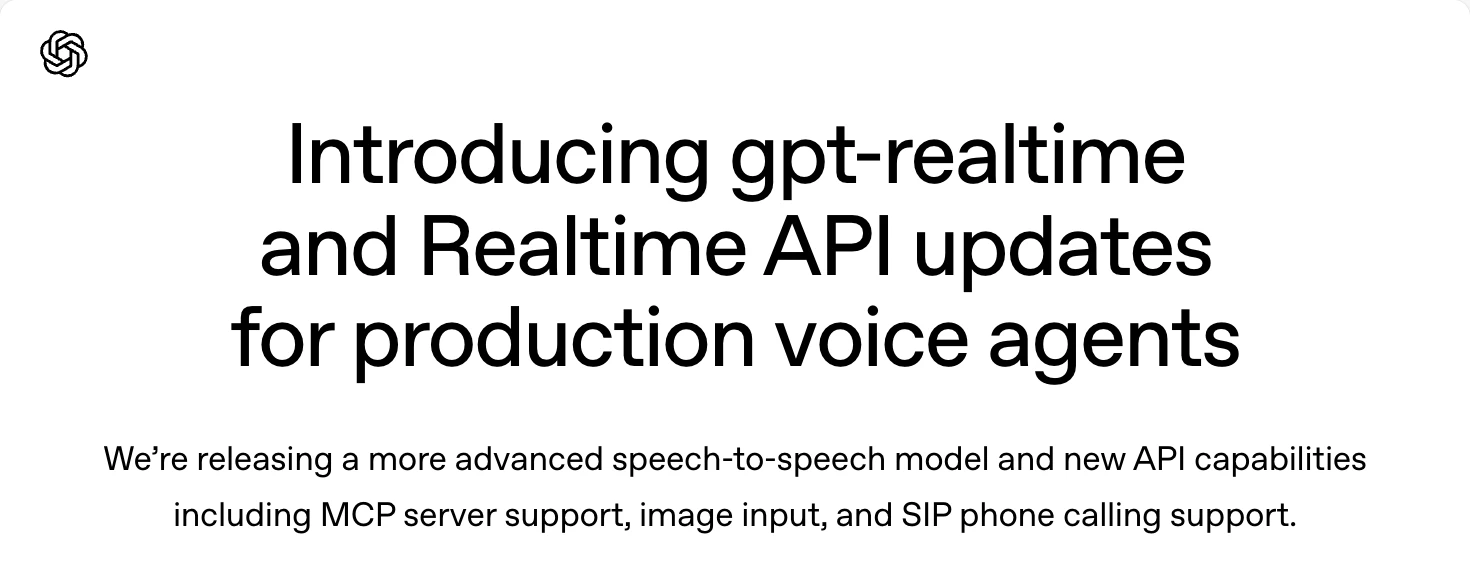 Introducing gpt-realtime
and Realtime API updates
for production voice agents
We’re releasing a more advanced speech-to-speech model and new API capabilities
including MCP server support, image input, and SIP phone calling support.